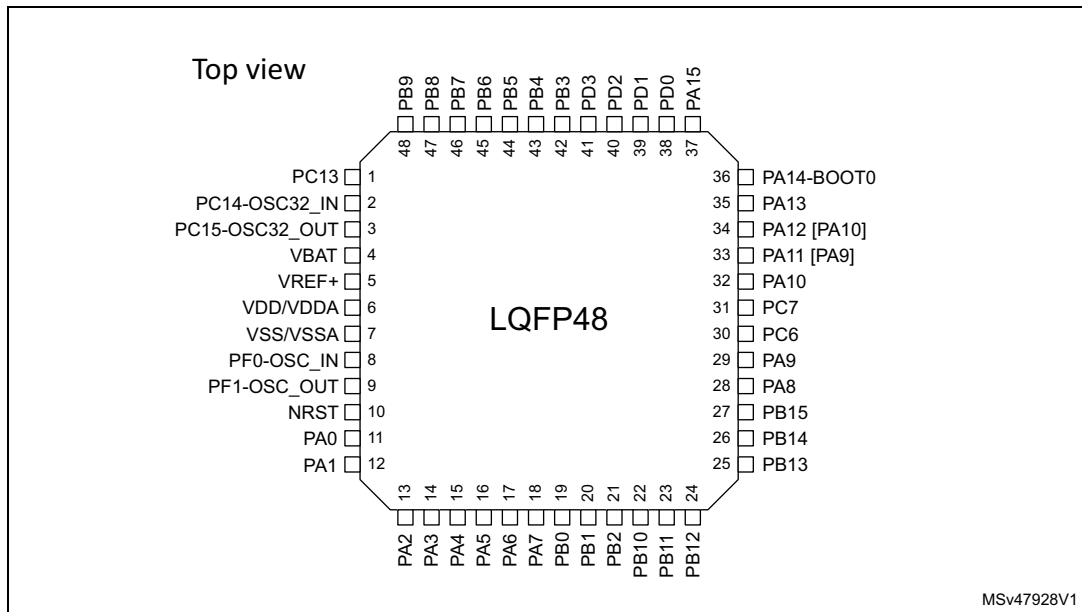 Top view
PB9
PB8
PB7
PB6
PB5
PB4
PB3
PD3
PD2
PD1
PD0
PA15
48
47
46
45
44
43
42
41
40
39
38
37
PC13 1
PC14-OSC32_IN 2
PC15-OSC32_OUT 3
VBAT 4
VREF+ 5
VDD/VDDA 6
VSS/VSSA 7
PF0-OSC_IN 8
PF1-OSC_OUT 9
NRST 10
PA0 11
PA1 12
LQFP48
36 PA14-BOOT0
35 PA13
34 PA12 [PA10]
33 PA11 [PA9]
32 PA10
31 PC7
30 PC6
29 PA9
28 PA8
27 PB15
26 PB14
25 PB13
13
14
15
16
17
18
19
20
21
22
23
24
PA2
PA3
PA4
PA5
PA6
PA7
PB0
PB1
PB2
PB10
PB11
PB12
MSv47928V1